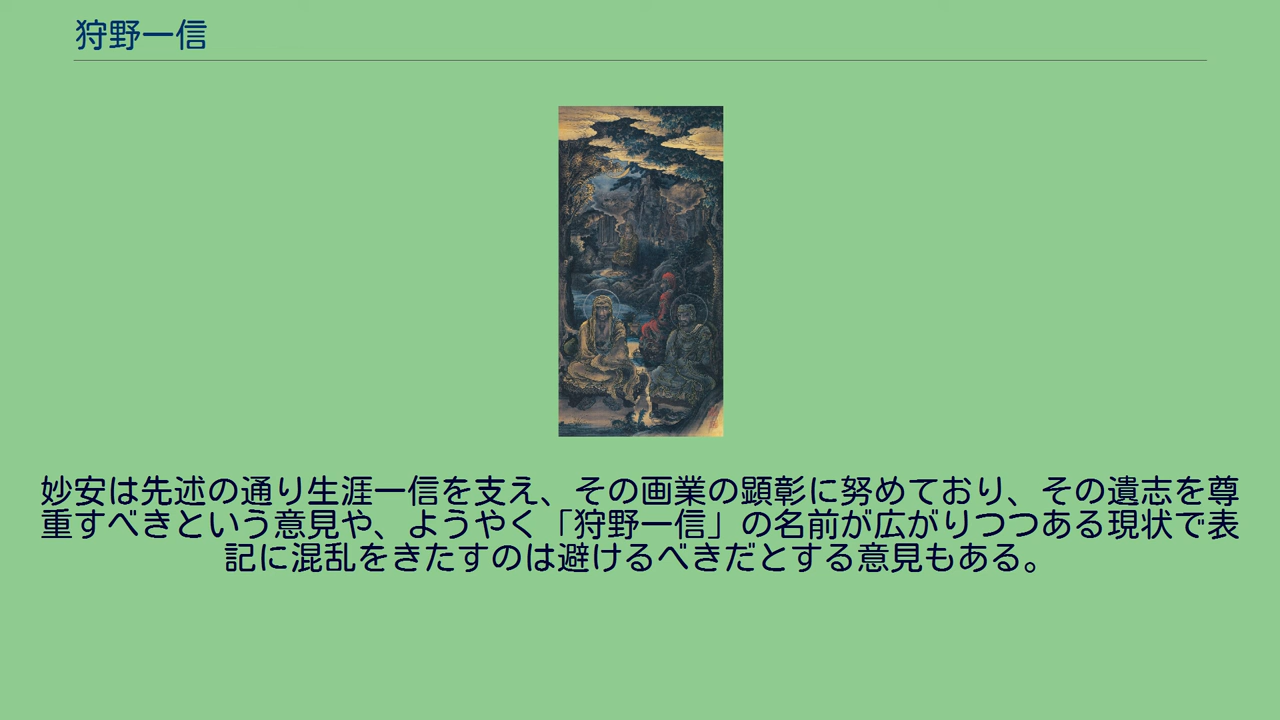 狩野一信
妙安は先述の通り生涯一信を支え、その画業の顕彰に努めており、その遺志を尊
重すべきという意見や、ようやく「狩野一信」の名前が広がりつつある現状で表
記に混乱をきたすのは避けるべきだとする意見もある。